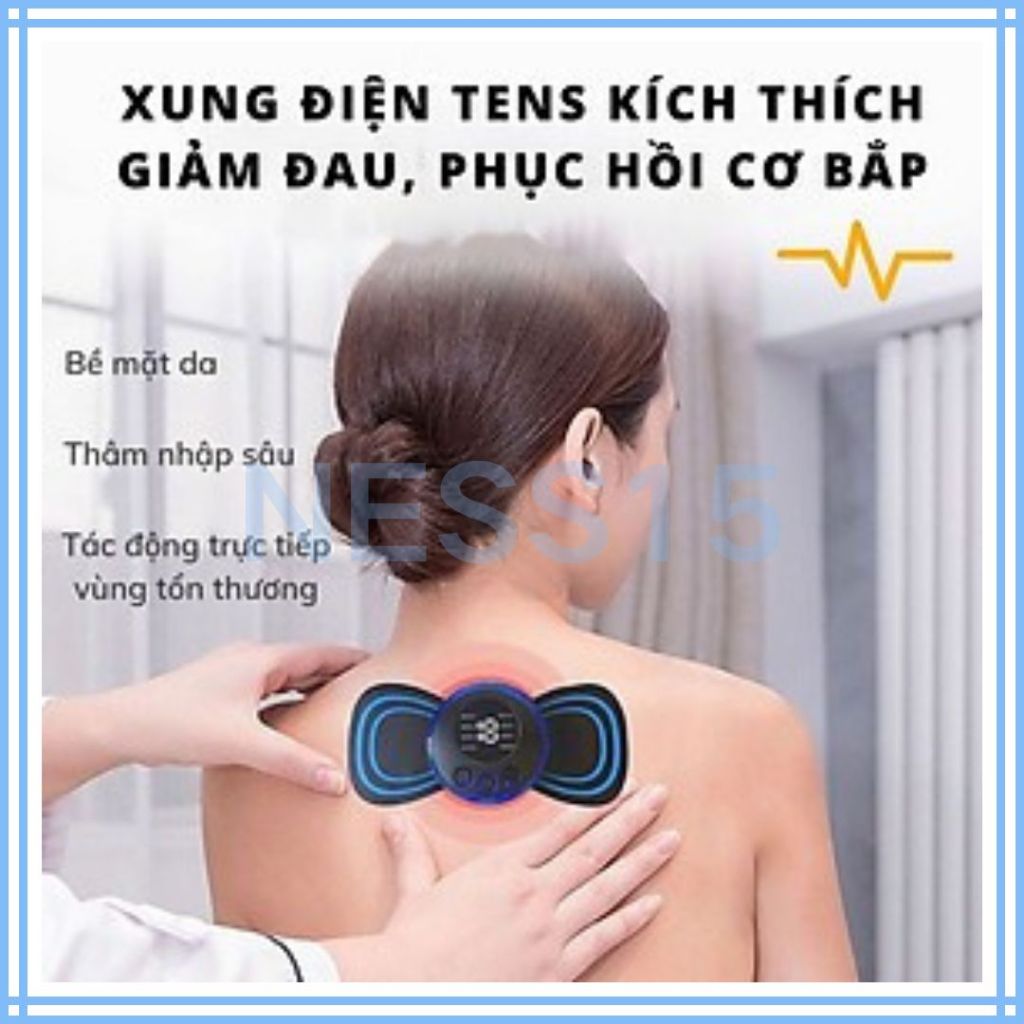 XUNG ĐIỆN TENS KÍCH THÍCH
GIẢM ĐAU, PHỤC HỒI CƠ BẮP
Bề mặt da
Thâm nhập sâu
NESS15
Tác động trực tiếp
vùng tổn thương